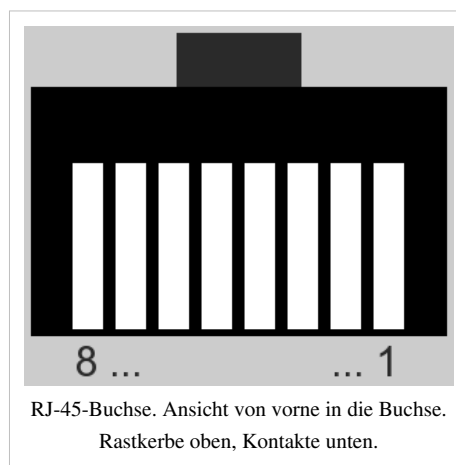 8 ... ... 1
RJ-45-Buchse. Ansicht von vorne in die Buchse.
Rastkerbe oben, Kontakte unten.